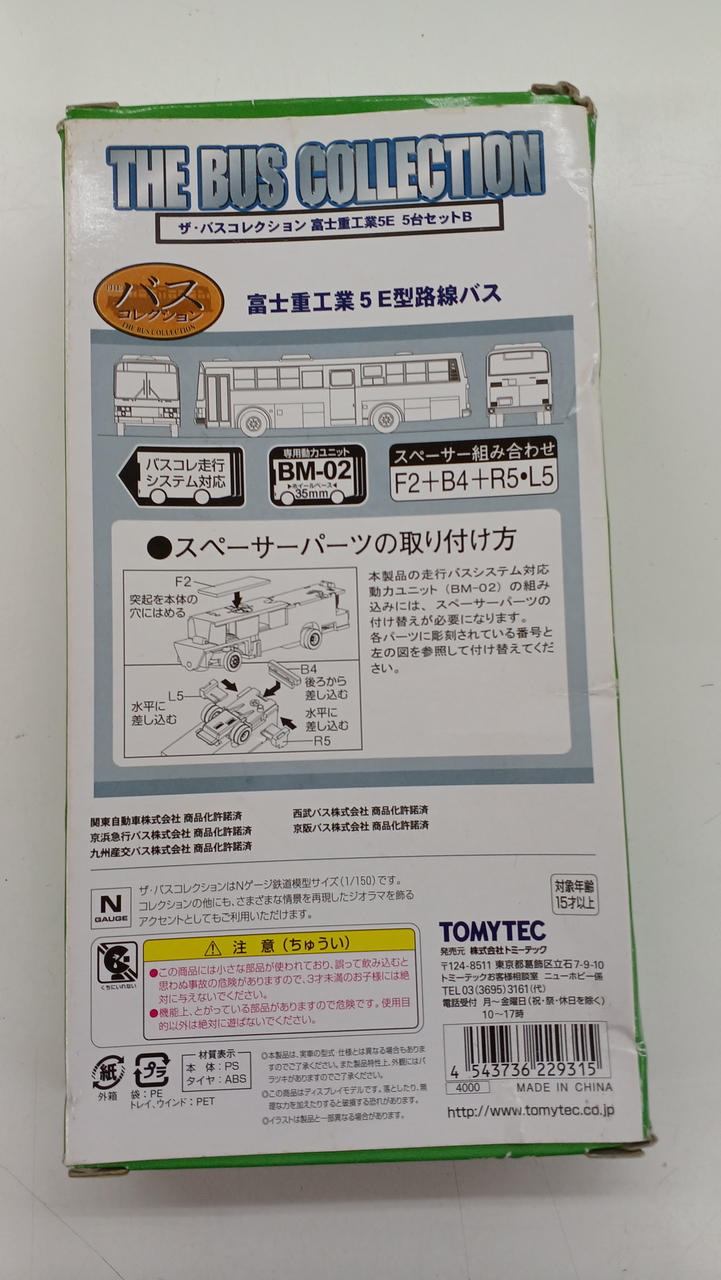 THE BUS COLLECTION
ザ・バスコレクション 富士重工業5E 5台セットB
THE
バス
コレクション
THE BUS COLLECTION
富士重工業5E型路線バス
バスコレ走行
システム対応
専用動力ユニット
BM-02
▶ホイールベース◀
35mm
スペーサー組み合わせ
F2+B4+R5•L5
●スペーサーパーツの取り付け方
F2
突起を本体の
穴にはめる
B4
後ろから
差し込む
L5
水平に
差し込む
水平に
差し込む
R5
本製品の走行バスシステム対応
動力ユニット（BM-02）の組み
込みには、スペーサーパーツの
付け替えが必要になります。
各パーツに彫刻されている番号と
左の図を参照して付け替えてくだ
さい。
関東自動車株式会社 商品化許諾済
京浜急行バス株式会社 商品化許諾済
九州産交バス株式会社 商品化許諾済
西武バス株式会社 商品化許諾済
京阪バス株式会社 商品化許諾済
N
GAUGE
ザ・バスコレクションはNゲージ鉄道模型サイズ(1/150)です。
コレクションの他にも、さまざまな情景を再現したジオラマを飾る
アクセントとしてもご利用いただけます。
対象年齢
15才以上
くちにいれない
⚠ 注意（ちゅうい）
●この商品には小さな部品が使われており、誤って飲み込むと
思わぬ事故の危険がありますので、3才未満のお子様には絶
対に与えないでください。
●機能上、とがっている部品がありますので危険です。使用目
的以外は絶対に遊ばないでください。
TOMYTEC
発売元 株式会社トミーテック
〒124-8511 東京都葛飾区立石7-9-10
トミーテックお客様相談室 ニューホビー係
TEL 03(3695)3161(代)
電話受付 月〜金曜日(祝・祭・休日を除く)
10〜17時
紙
外箱
プラ
袋：PE
トレイ、ウインド：PET
材質表示
本体：PS
タイヤ：ABS
◎本製品は、実車の型式・仕様とは異なる場合もありま
すのでご了承ください。また製品特性上、外観にはバ
ラツキがありますのでご了承ください。
◎この商品はディスプレイモデルです。落としたり、無
理な力を加えたりすると破損する恐れがあります。
◎イラストは製品と一部異なる場合があります。
4 543736 229315
4000
MADE IN CHINA
http://www.tomytec.co.jp